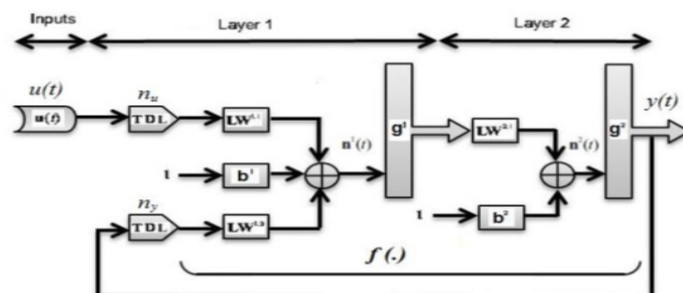 Inputs
Layer 1
Layer 2
u(t)
u(t)
n_u
TDL
LW^1,1
1
b^1
n^1(t)
g^1
n_y
TDL
LW^1,3
LW^2,1
n^2(t)
1
b^2
g^2
y(t)
f(.)